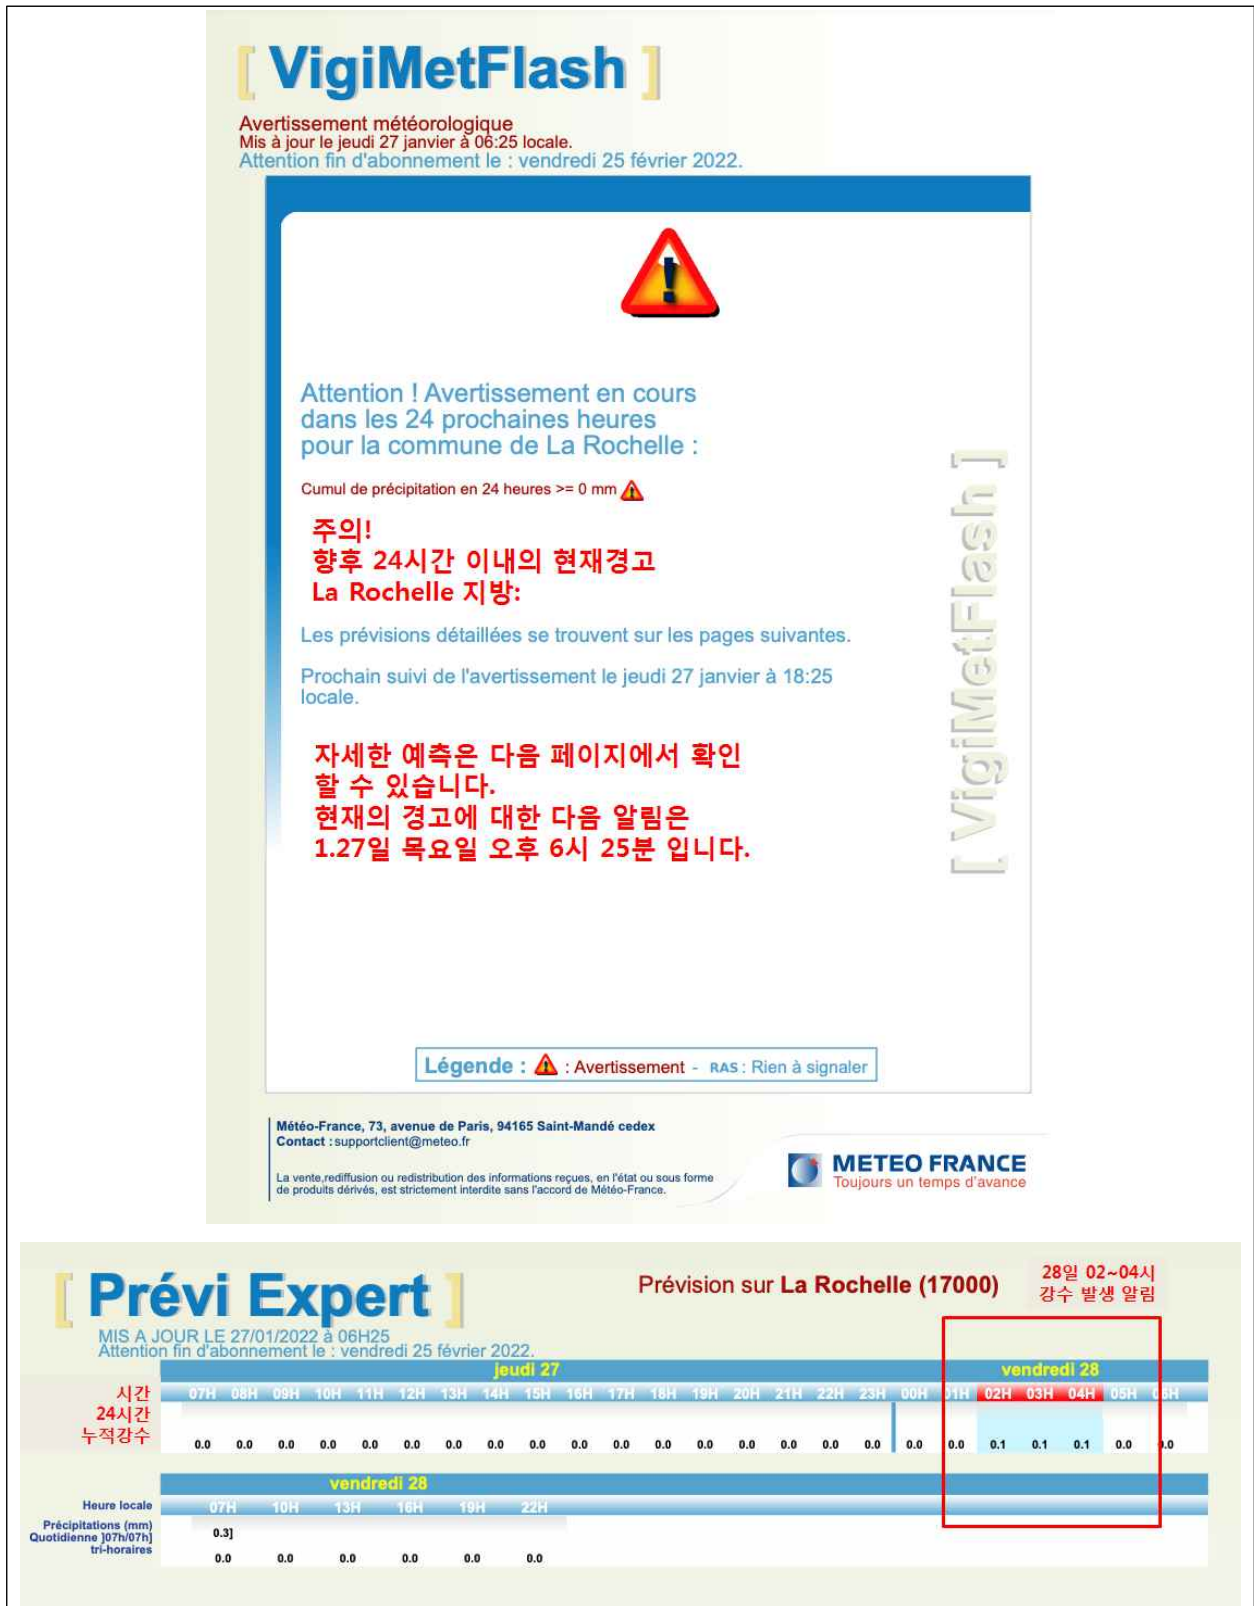 [ VigiMetFlash ]
Avertissement météorologique
Mis à jour le jeudi 27 janvier à 06:25 locale.
Attention fin d'abonnement le : vendredi 25 février 2022.
Attention ! Avertissement en cours
dans les 24 prochaines heures
pour la commune de La Rochelle :
Cumul de précipitation en 24 heures >= 0 mm
주의!
향후 24시간 이내의 현재경고
La Rochelle 지방:
Les prévisions détaillées se trouvent sur les pages suivantes.
Prochain suivi de l'avertissement le jeudi 27 janvier à 18:25
locale.
자세한 예측은 다음 페이지에서 확인
할 수 있습니다.
현재의 경고에 대한 다음 알림은
1.27일 목요일 오후 6시 25분 입니다.
[ VigiMetFlash ]
Légende : : Avertissement - RAS : Rien à signaler
Météo-France, 73, avenue de Paris, 94165 Saint-Mandé cedex
Contact : supportclient@meteo.fr
La vente,rediffusion ou redistribution des informations reçues, en l'état ou sous forme
de produits dérivés, est strictement interdite sans l'accord de Météo-France.
METEO FRANCE
Toujours un temps d'avance
[ Prévi Expert ]
Prévision sur La Rochelle (17000)
28일 02~04시
강수 발생 알림
MIS A JOUR LE 27/01/2022 à 06H25
Attention fin d'abonnement le : vendredi 25 février 2022.
jeudi 27 vendredi 28
시간 07H 08H 09H 10H 11H 12H 13H 14H 15H 16H 17H 18H 19H 20H 21H 22H 23H 00H 01H 02H 03H 04H 05H 06H
24시간
누적강수 0.0 0.0 0.0 0.0 0.0 0.0 0.0 0.0 0.0 0.0 0.0 0.0 0.0 0.0 0.0 0.0 0.0 0.0 0.0 0.1 0.1 0.1 0.0 0.0
vendredi 28
Heure locale 07H 10H 13H 16H 19H 22H
Précipitations (mm)
Quotidienne ]07h/07h] 0.3]
tri-horaires 0.0 0.0 0.0 0.0 0.0 0.0